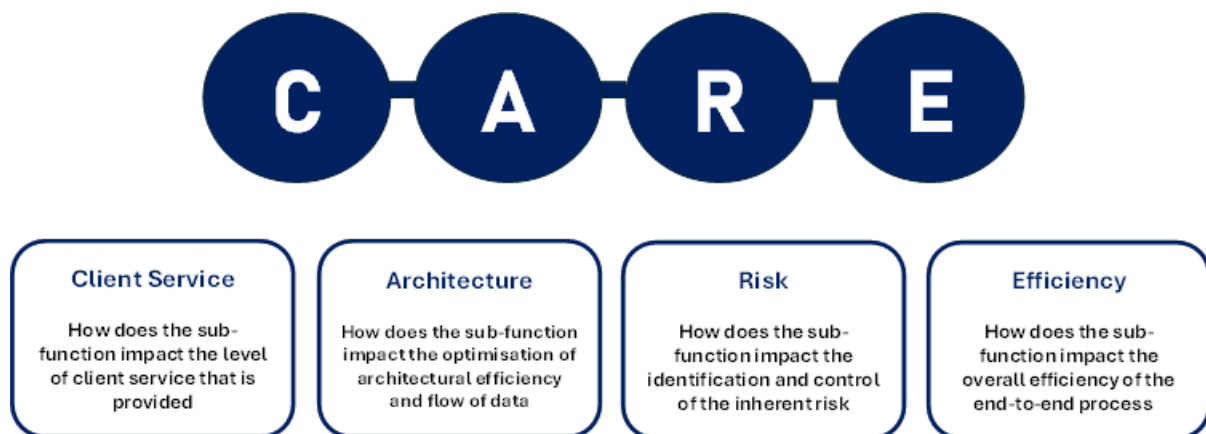 C A R E
Client Service
How does the sub-
function impact the level
of client service that is
provided
Architecture
How does the sub-function
impact the optimisation of
architectural efficiency
and flow of data
Risk
How does the sub-
function impact the
identification and control
of the inherent risk
Efficiency
How does the sub-
function impact the
overall efficiency of the
end-to-end process